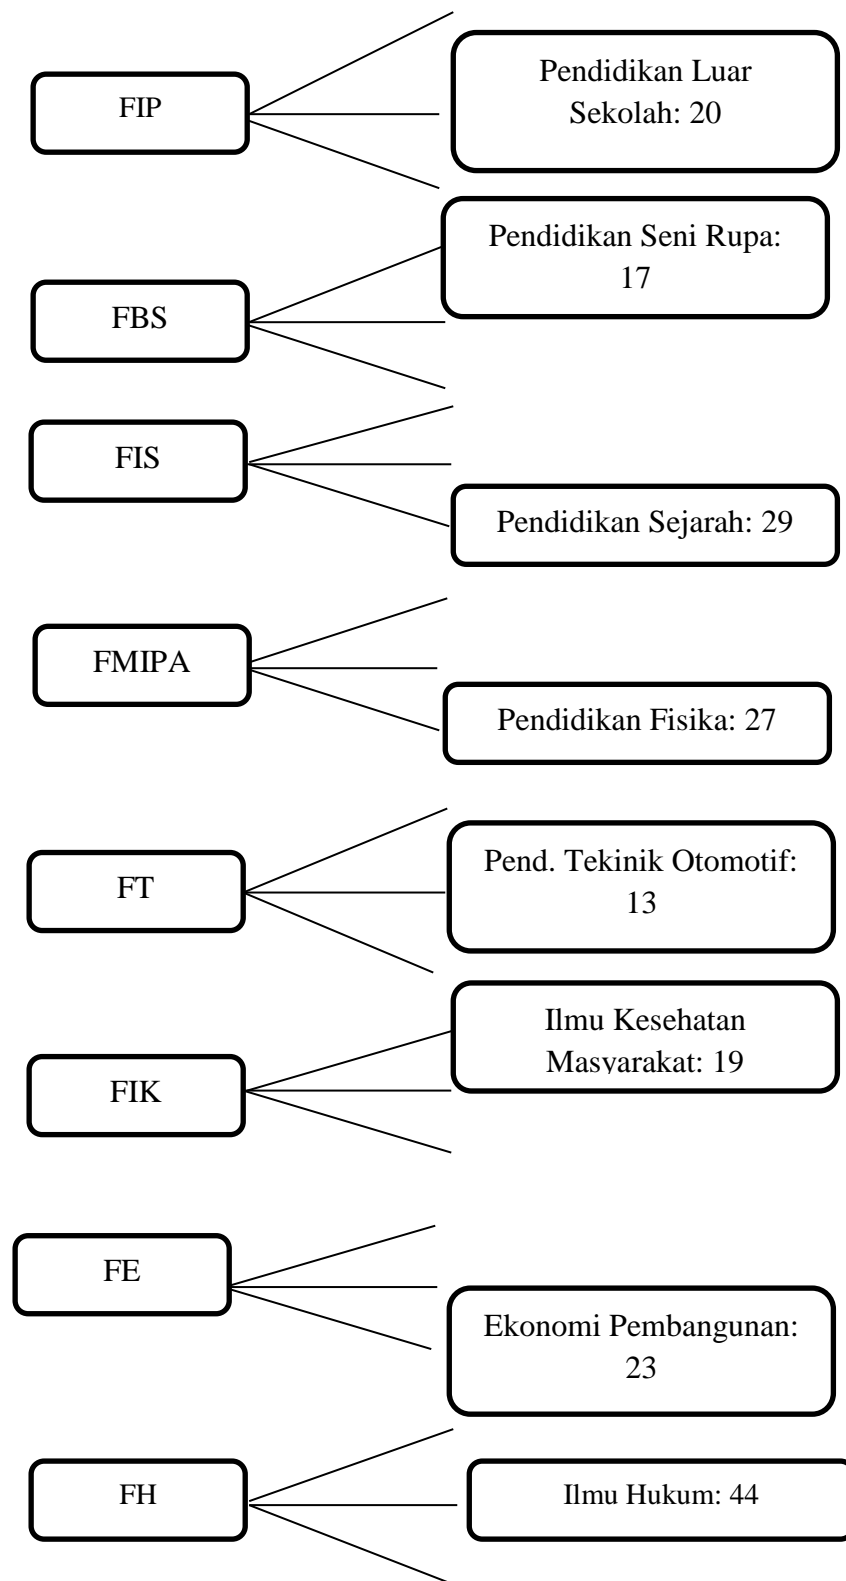 FIP
Pendidikan Luar
Sekolah: 20
FBS
Pendidikan Seni Rupa:
17
FIS
Pendidikan Sejarah: 29
FMIPA
Pendidikan Fisika: 27
FT
Pend. Tekinik Otomotif:
13
FIK
Ilmu Kesehatan
Masyarakat: 19
FE
Ekonomi Pembangunan:
23
FH
Ilmu Hukum: 44